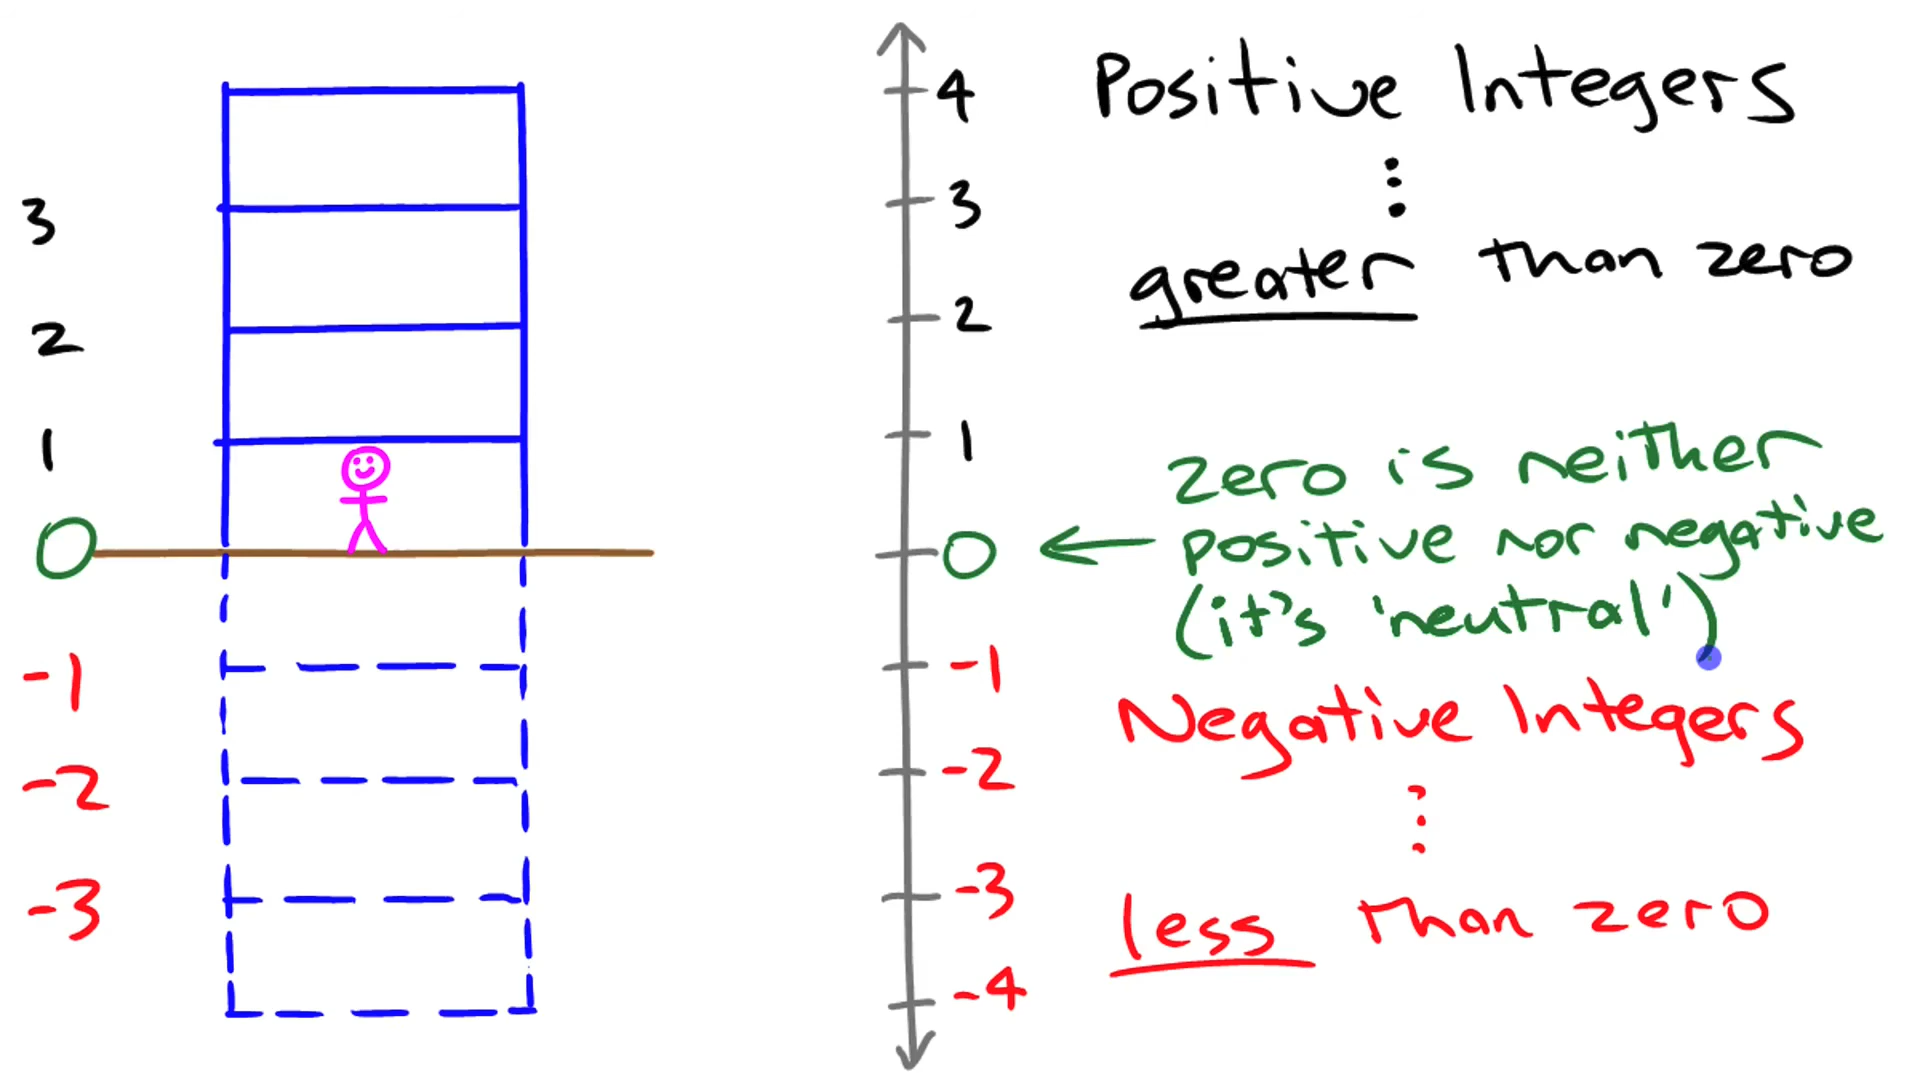 3
2
1
0
-1
-2
-3
4
3
2
1
0
-1
-2
-3
-4
Positive Integers
greater than zero
zero is neither
positive nor negative
(it's 'neutral')
Negative Integers
less than zero